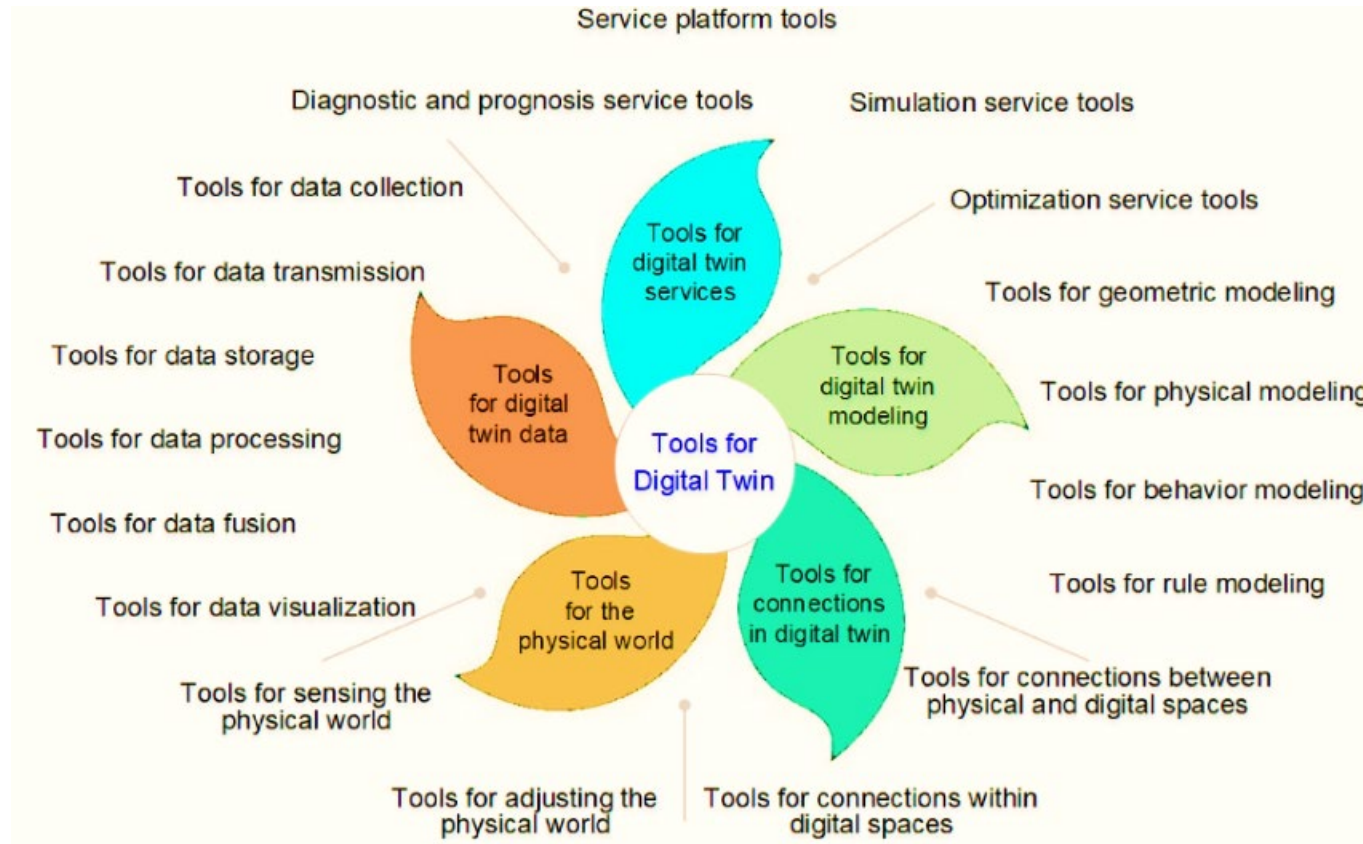 Service platform tools
Diagnostic and prognosis service tools
Simulation service tools
Tools for data collection
Optimization service tools
Tools for data transmission
Tools for geometric modeling
Tools for data storage
Tools for physical modeling
Tools for data processing
Tools for behavior modeling
Tools for data fusion
Tools for rule modeling
Tools for data visualization
Tools for
digital twin
services
Tools for
digital twin
modeling
Tools
for digital
twin data
Tools for
Digital Twin
Tools
for the
physical world
Tools for
connections
in digital twin
Tools for sensing the
physical world
Tools for connections between
physical and digital spaces
Tools for adjusting the
physical world
Tools for connections within
digital spaces